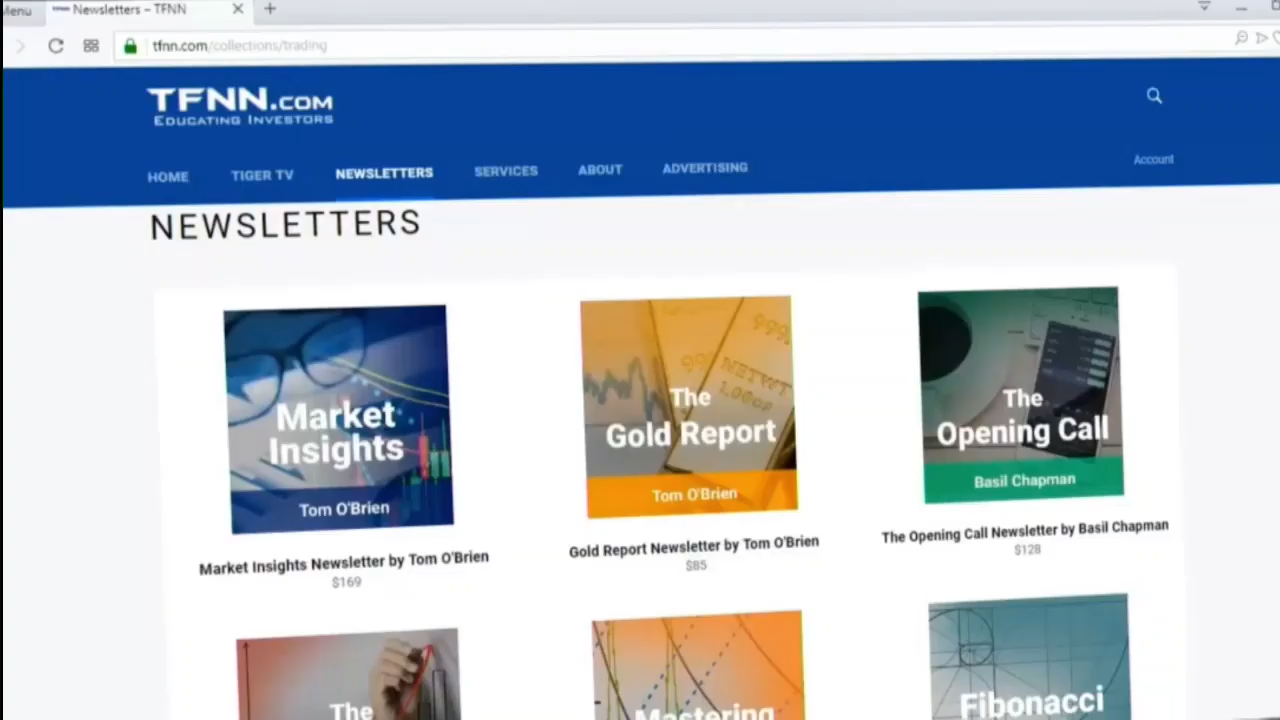 Menu
Newsletters – TFNN
tfnn.com/collections/trading
TFNN.COM
EDUCATING INVESTORS
HOME
TIGER TV
NEWSLETTERS
SERVICES
ABOUT
ADVERTISING
Account
NEWSLETTERS
Market
Insights
Tom O'Brien
Market Insights Newsletter by Tom O'Brien
$169
The
Gold Report
Tom O'Brien
Gold Report Newsletter by Tom O'Brien
$85
The
Opening Call
Basil Chapman
The Opening Call Newsletter by Basil Chapman
$128
The
Mastering
Fibonacci